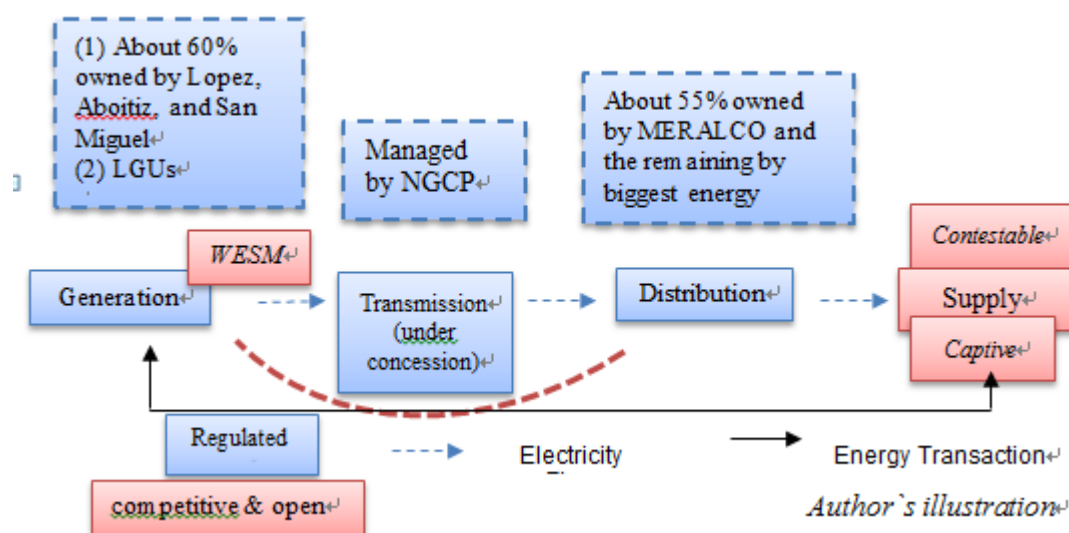 (1) About 60%
owned by Lopez,
Aboitiz, and San
Miguel
(2) LGUs
Managed
by NGCP
About 55% owned
by MERALCO and
the remaining by
biggest energy
WESM
Generation
Transmission
(under
concession)
Distribution
Contestable
Supply
Captive
Regulated
Electricity
Energy Transaction
competitive & open
Author`s illustration